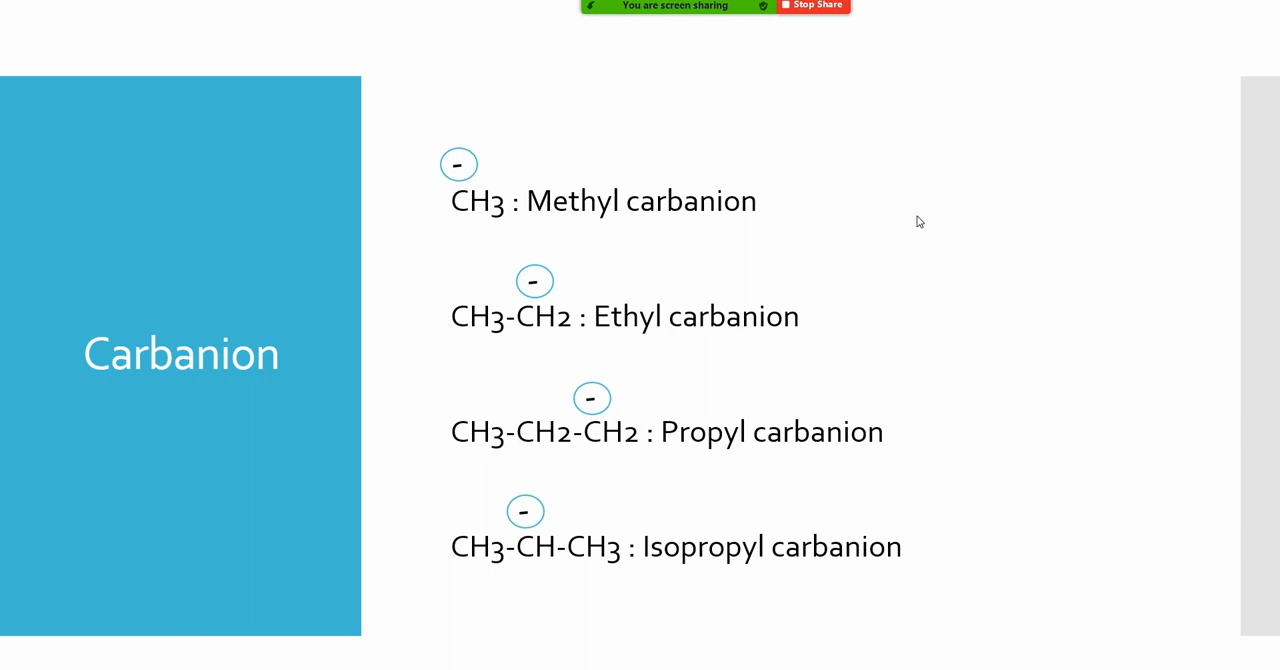 You are screen sharing
Stop Share
Carbanion
-
CH3 : Methyl carbanion
-
CH3-CH2 : Ethyl carbanion
-
CH3-CH2-CH2 : Propyl carbanion
-
CH3-CH-CH3 : Isopropyl carbanion